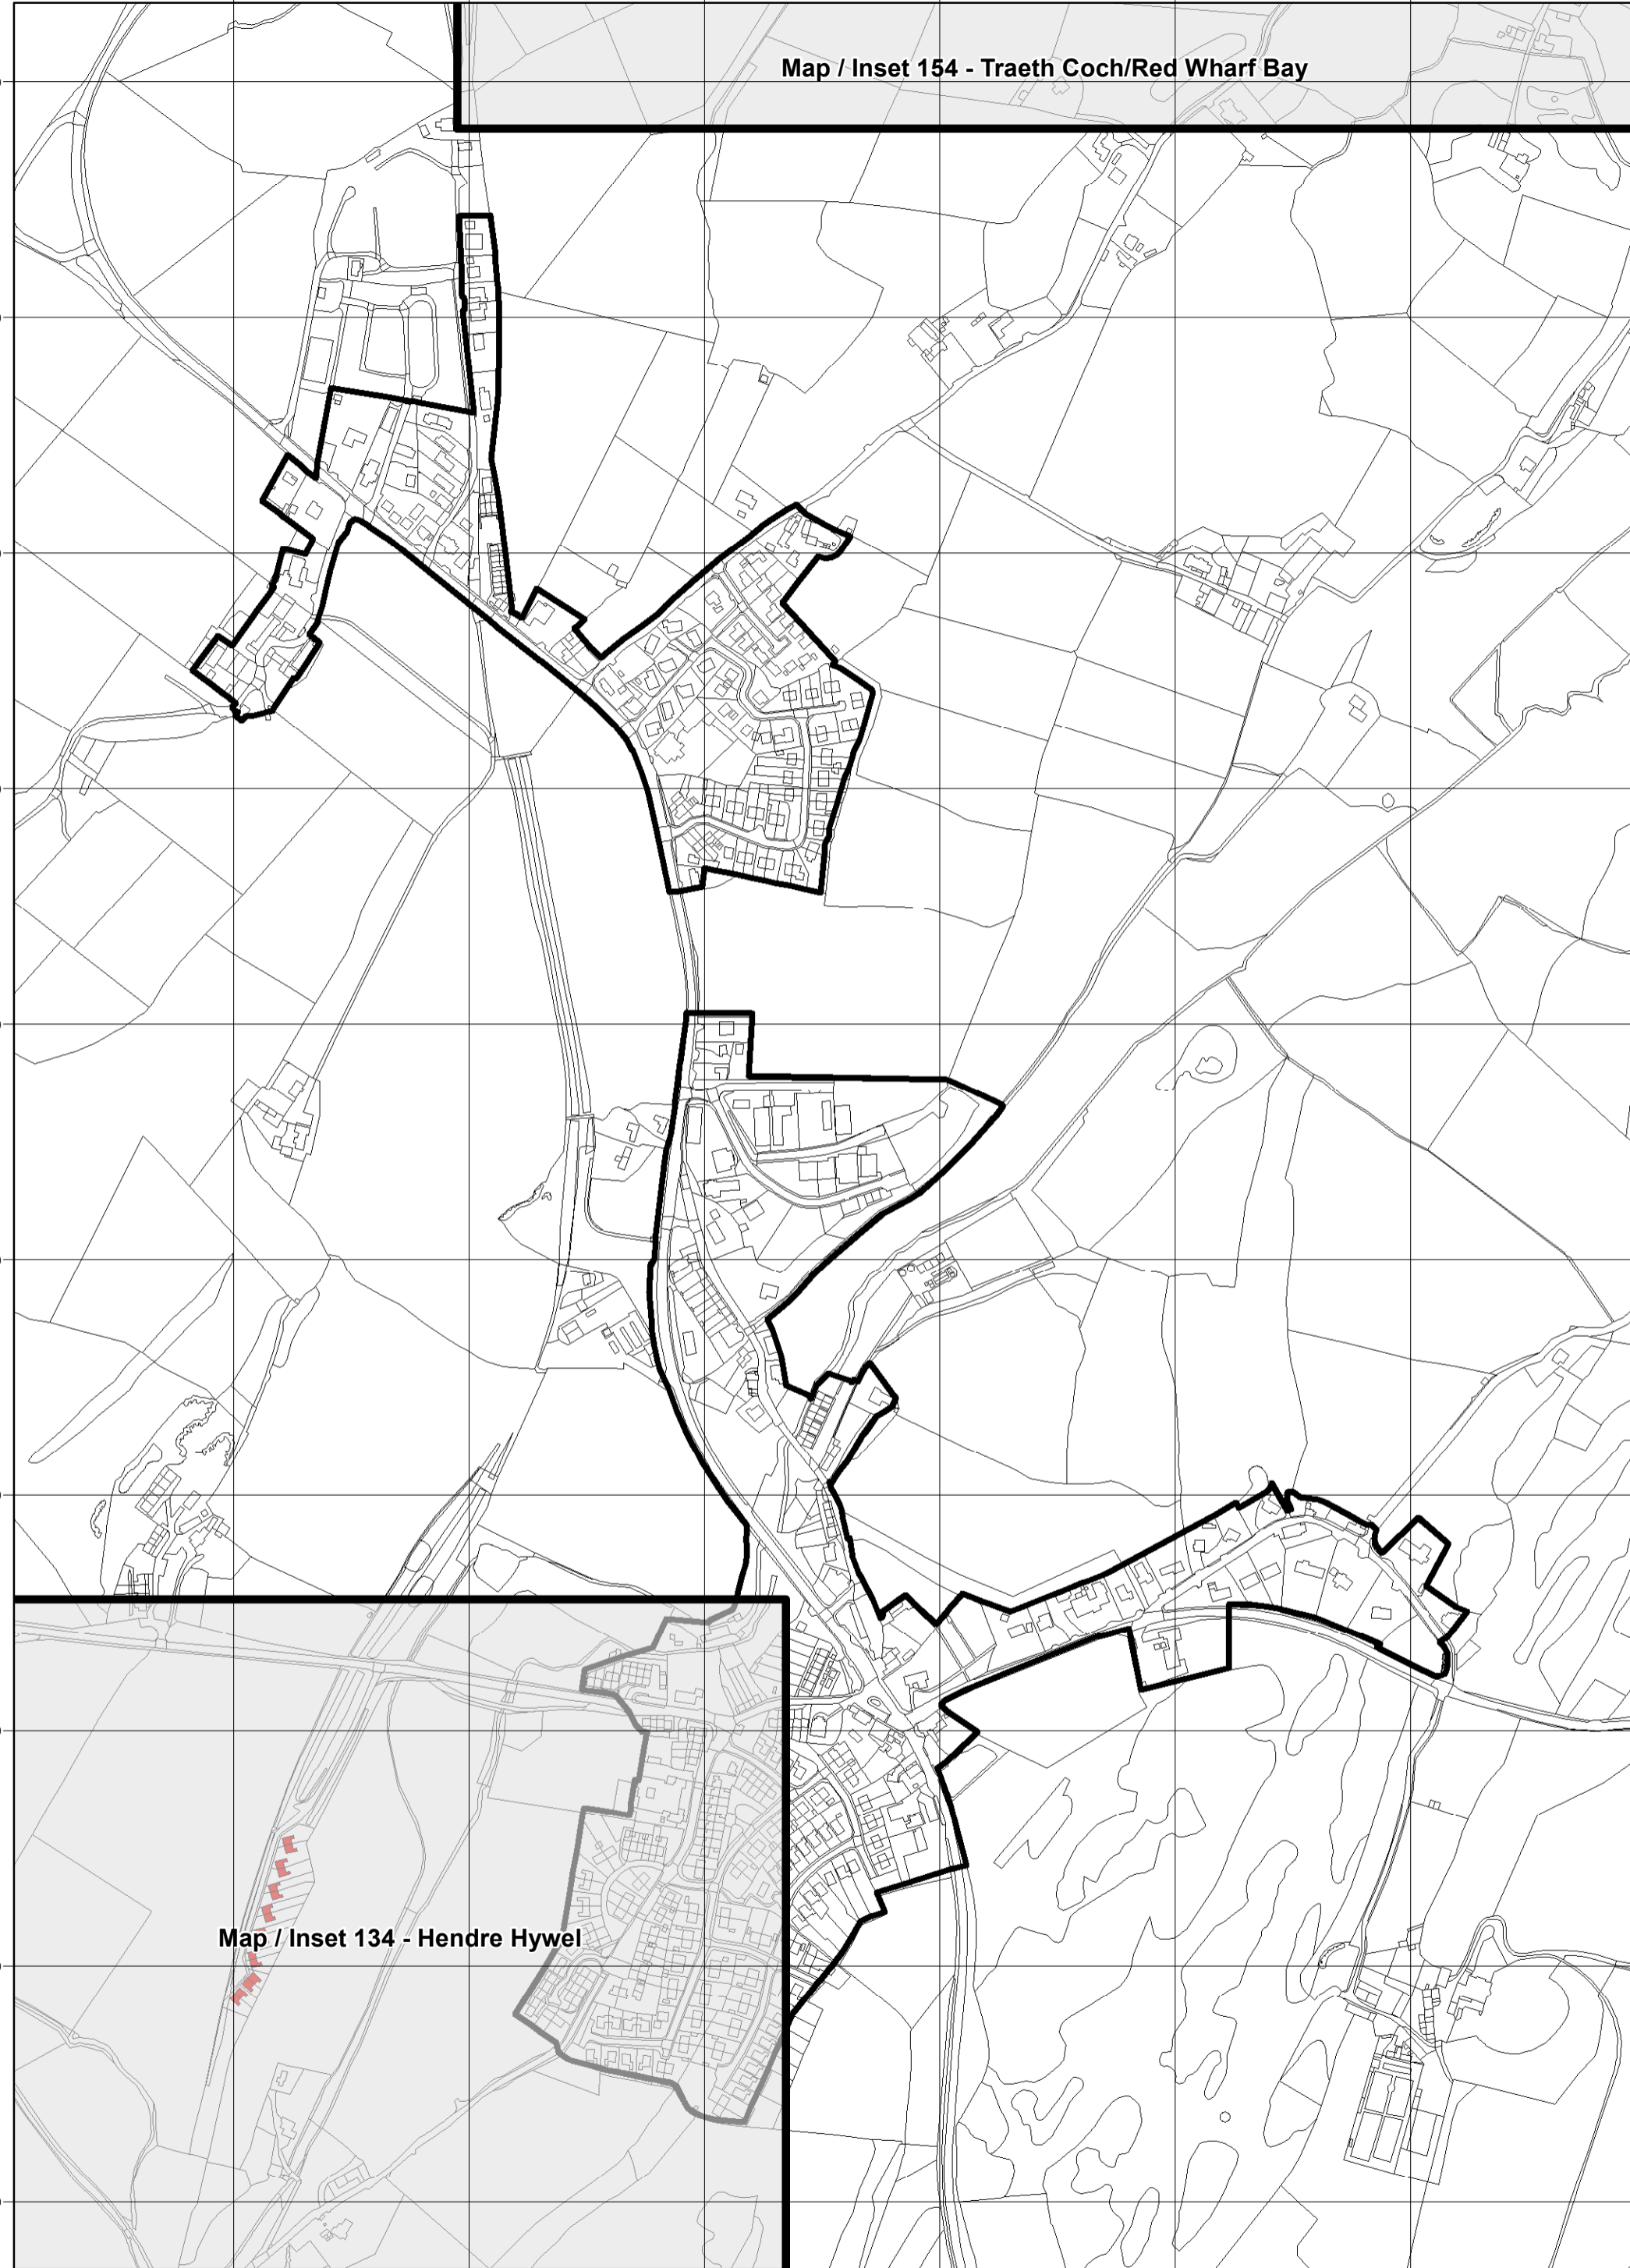 Map / Inset 154 - Traeth Coch/Red Wharf Bay
Map / Inset 134 - Hendre Hywel